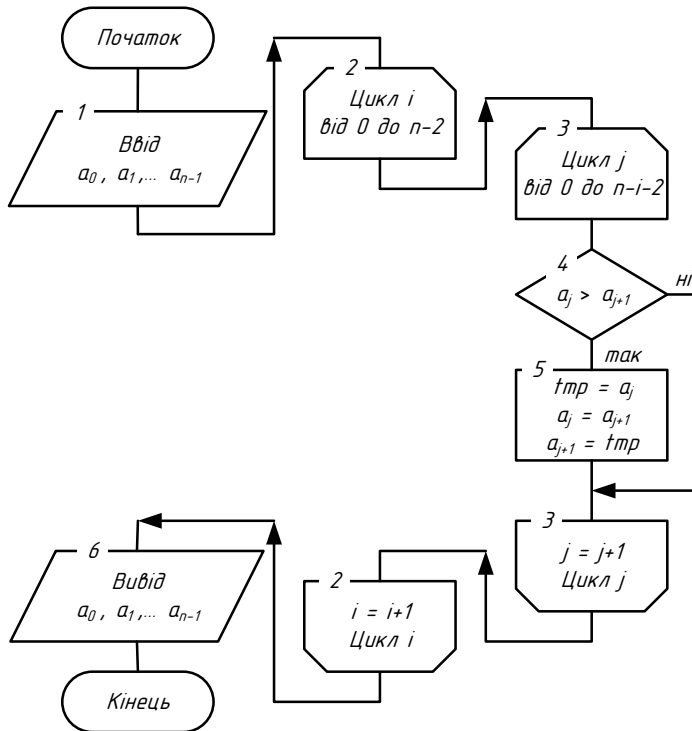 Початок
1
Ввід
a₀ , a₁ ,... aₙ₋₁
2
Цикл i
від 0 до n-2
3
Цикл j
від 0 до n-i-2
4
aⱼ > aⱼ₊₁
ні
так
5
tmp = aⱼ
aⱼ = aⱼ₊₁
aⱼ₊₁ = tmp
3
j = j+1
Цикл j
2
i = i+1
Цикл i
6
Вивід
a₀ , a₁ ,... aₙ₋₁
Кінець